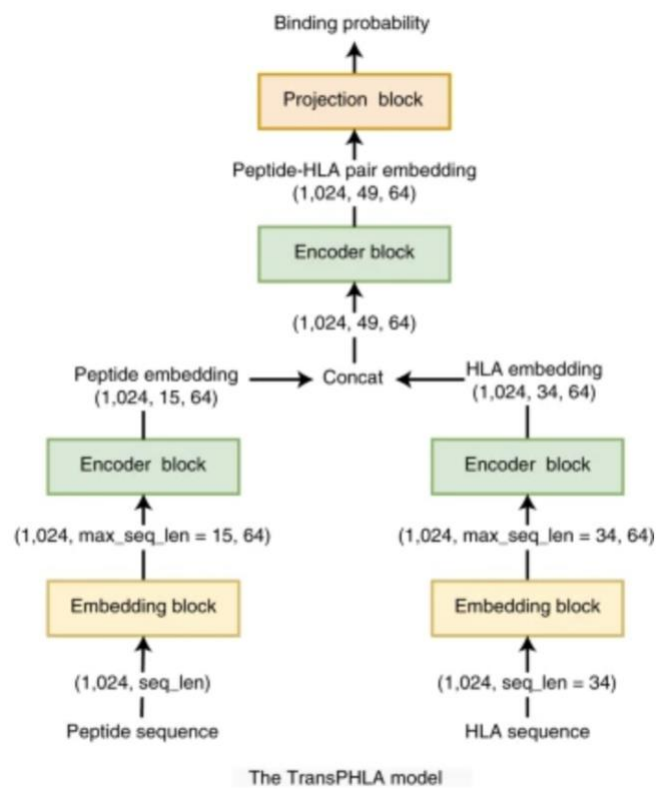 Binding probability
Projection block
Peptide-HLA pair embedding
(1,024, 49, 64)
Encoder block
(1,024, 49, 64)
Peptide embedding
(1,024, 15, 64)
Concat
HLA embedding
(1,024, 34, 64)
Encoder block
Encoder block
(1,024, max_seq_len = 15, 64)
(1,024, max_seq_len = 34, 64)
Embedding block
Embedding block
(1,024, seq_len)
(1,024, seq_len = 34)
Peptide sequence
HLA sequence
The TransPHLA model